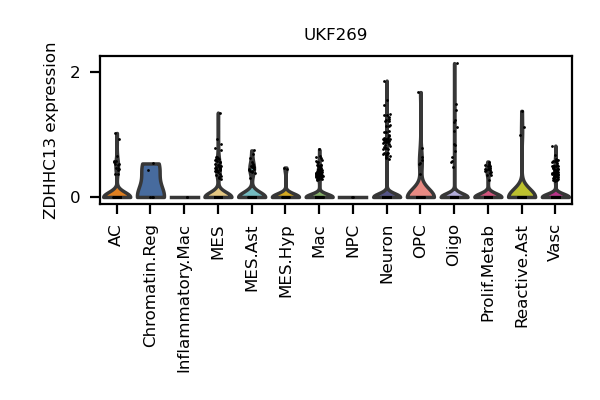 UKF269
ZDHHC13 expression
2
0
AC
Chromatin.Reg
Inflammatory.Mac
MES
MES.Ast
MES.Hyp
Mac
NPC
Neuron
OPC
Oligo
Prolif.Metab
Reactive.Ast
Vasc